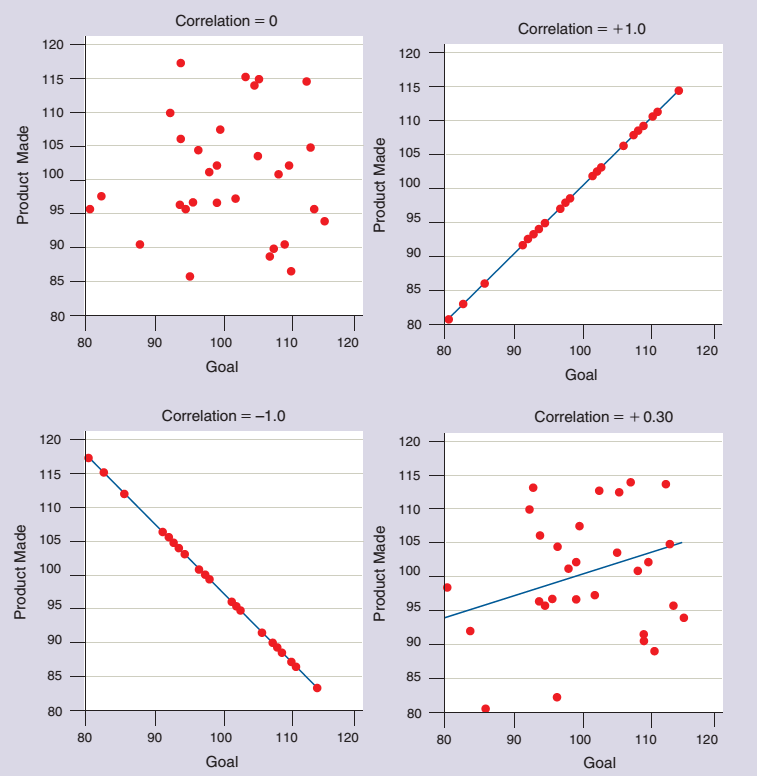 Correlation = 0
120
115
110
105
100
95
90
85
80
Product Made
80 90 100 110 120
Goal
Correlation = +1.0
120
115
110
105
100
95
90
85
80
Product Made
80 90 100 110 120
Goal
Correlation = –1.0
120
115
110
105
100
95
90
85
80
Product Made
80 90 100 110 120
Goal
Correlation = + 0.30
120
115
110
105
100
95
90
85
80
Product Made
80 90 100 110 120
Goal